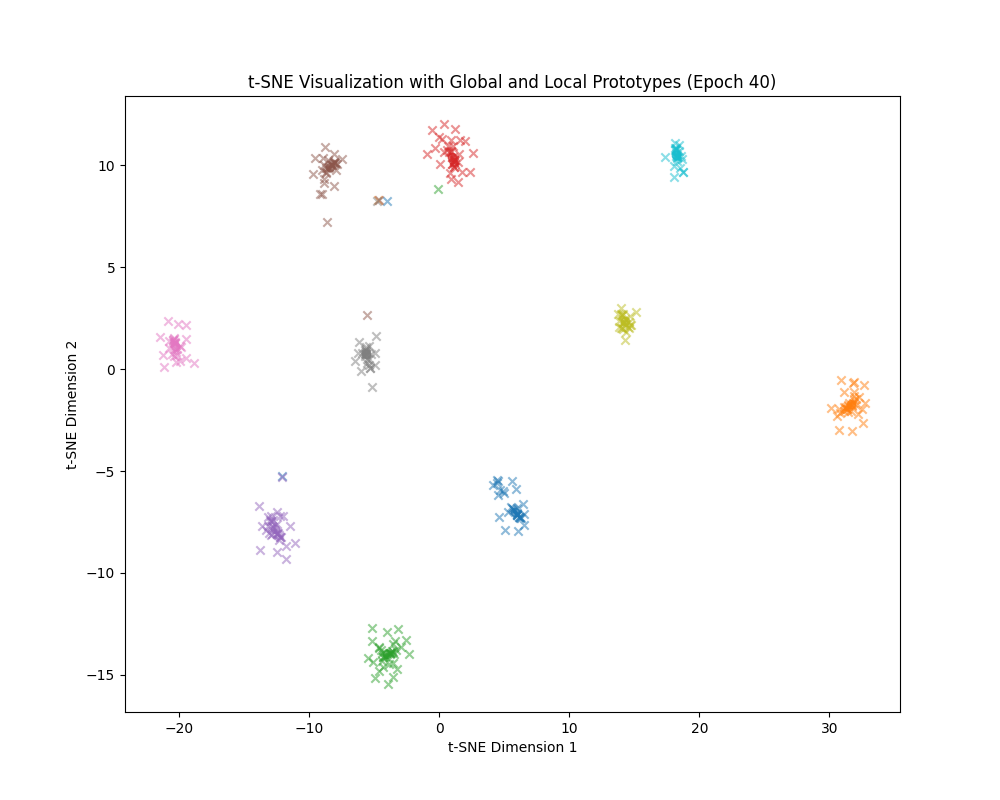 t-SNE Visualization with Global and Local Prototypes (Epoch 40)
10
5
0
−5
−10
−15
t-SNE Dimension 2
−20 −10 0 10 20 30
t-SNE Dimension 1